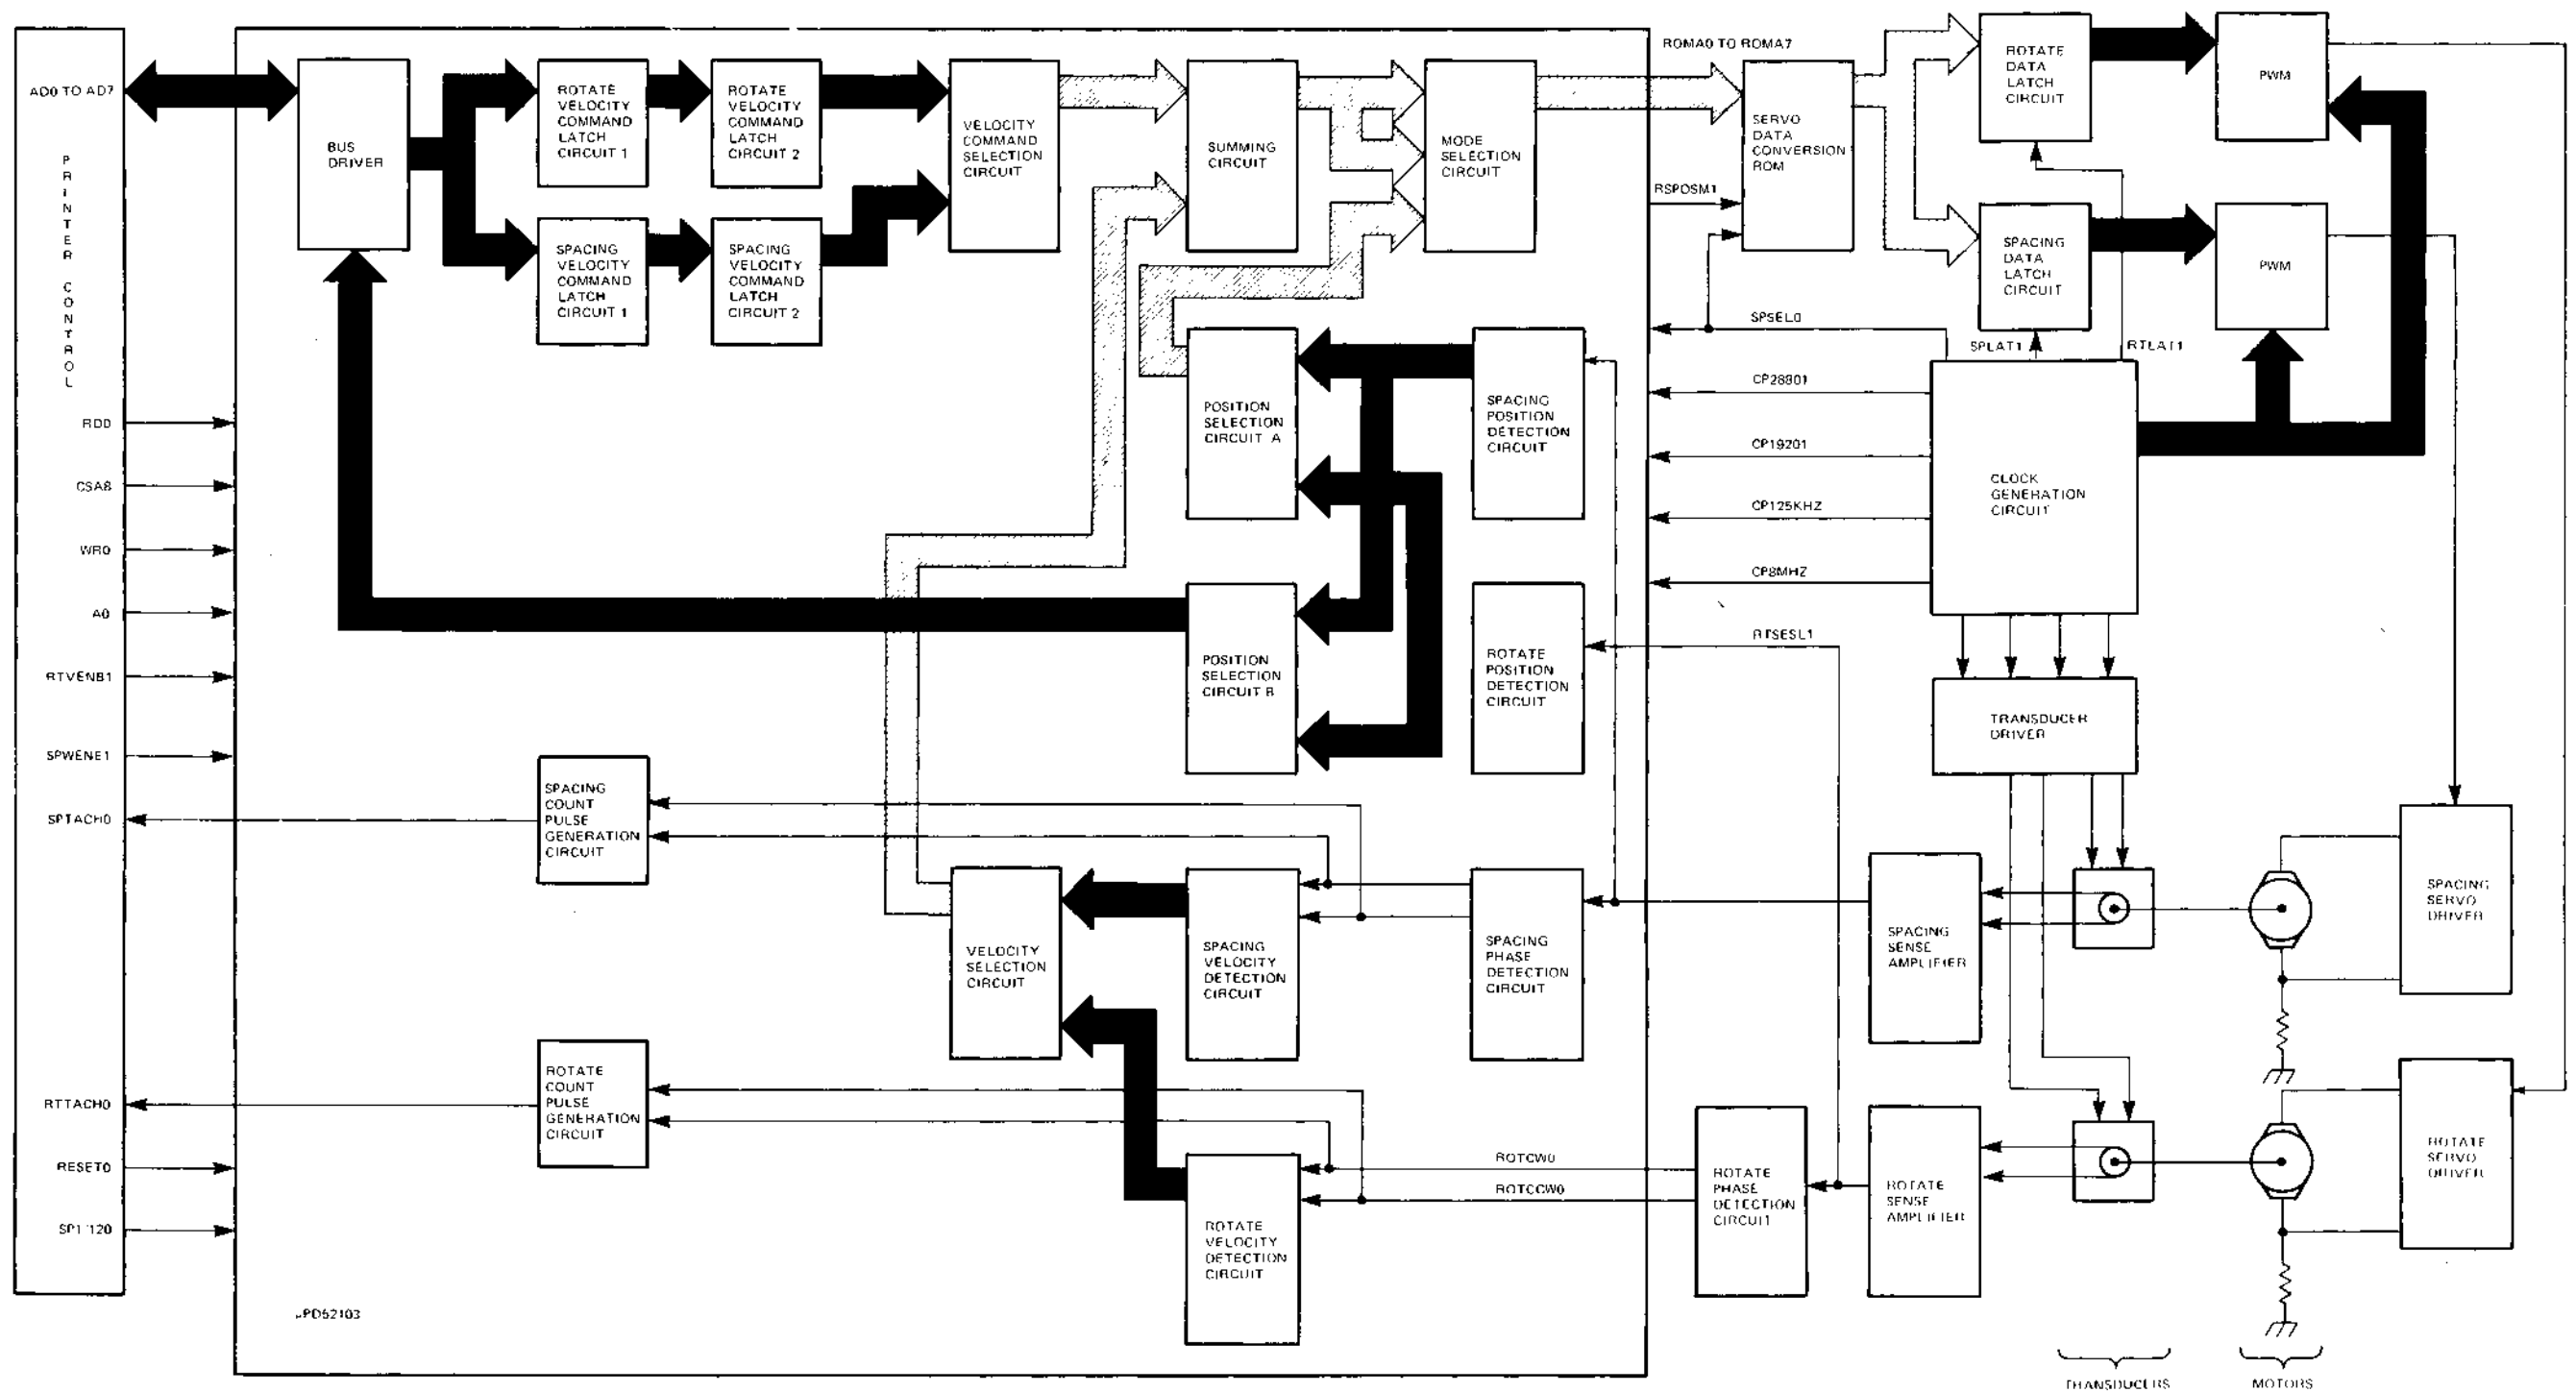 ROMA0 TO ROMA7
AD0 TO AD7
PRINTER CONTROL
BUS
DRIVER
ROTATE
VELOCITY
COMMAND
LATCH
CIRCUIT 1
ROTATE
VELOCITY
COMMAND
LATCH
CIRCUIT 2
SPACING
VELOCITY
COMMAND
LATCH
CIRCUIT 1
SPACING
VELOCITY
COMMAND
LATCH
CIRCUIT 2
VELOCITY
COMMAND
SELECTION
CIRCUIT
SUMMING
CIRCUIT
MODE
SELECTION
CIRCUIT
SERVO
DATA
CONVERSION
ROM
RSPOSM1
ROTATE
DATA
LATCH
CIRCUIT
PWM
SPACING
DATA
LATCH
CIRCUIT
PWM
SPSEL0
SPLAT1
RTLAT1
CP28801
CP19201
CP125KHZ
CP8MHZ
CLOCK
GENERATION
CIRCUIT
POSITION
SELECTION
CIRCUIT A
SPACING
POSITION
DETECTION
CIRCUIT
RD0
CSA8
WR0
A0
RTVENB1
SPWENE1
SPTACH0
RTTACH0
RESET0
POSITION
SELECTION
CIRCUIT B
ROTATE
POSITION
DETECTION
CIRCUIT
RTSESL1
TRANSDUCER
DRIVER
SPACING
COUNT
PULSE
GENERATION
CIRCUIT
VELOCITY
SELECTION
CIRCUIT
SPACING
VELOCITY
DETECTION
CIRCUIT
SPACING
PHASE
DETECTION
CIRCUIT
SPACING
SENSE
AMPLIFIER
SPACING
SERVO
DRIVER
ROTATE
COUNT
PULSE
GENERATION
CIRCUIT
ROTCW0
ROTCCW0
ROTATE
VELOCITY
DETECTION
CIRCUIT
ROTATE
PHASE
DETECTION
CIRCUIT
ROTATE
SENSE
AMPLIFIER
ROTATE
SERVO
DRIVER
µPD52103
TRANSDUCERS
MOTORS